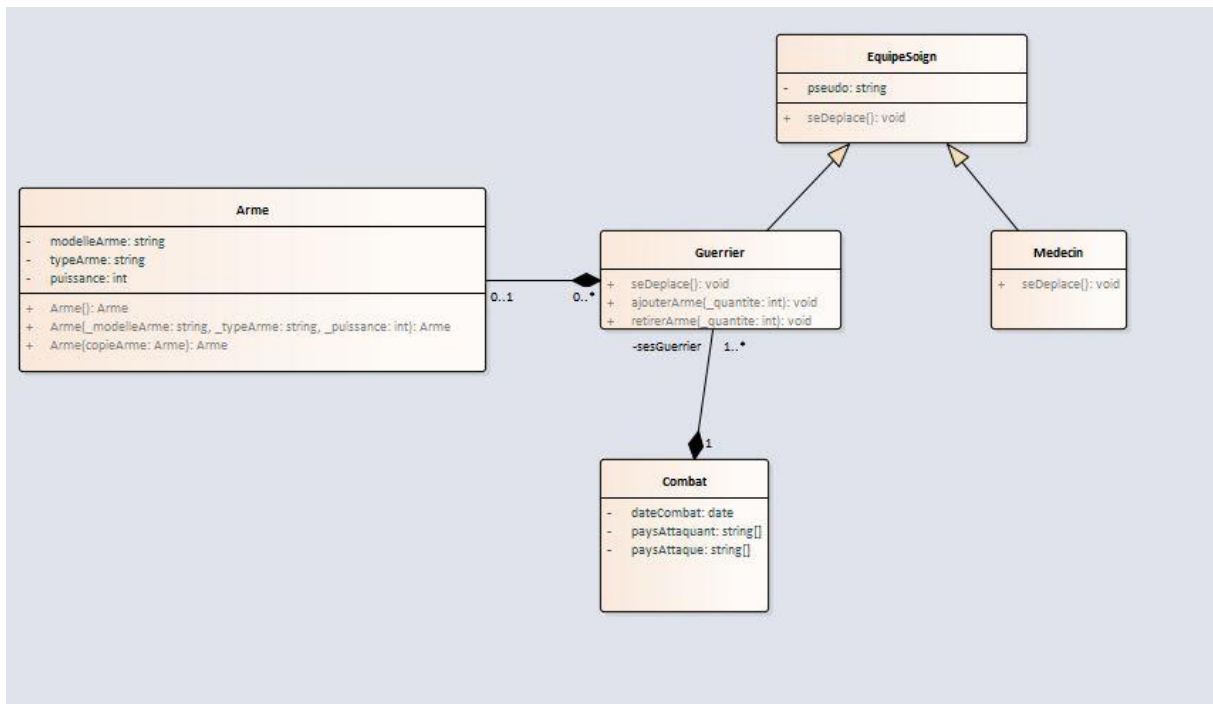 EquipeSoign
- pseudo: string
+ seDeplace(): void
Arme
- modelleArme: string
- typeArme: string
- puissance: int
+ Arme(): Arme
+ Arme(_modelleArme: string, _typeArme: string, _puissance: int): Arme
+ Arme(copieArme: Arme): Arme
0..1
0..*
Guerrier
+ seDeplace(): void
+ ajouterArme(_quantite: int): void
+ retirerArme(_quantite: int): void
Medecin
+ seDeplace(): void
-sesGuerrier 1..*
1
Combat
- dateCombat: date
- paysAttaquant: string[]
- paysAttaque: string[]